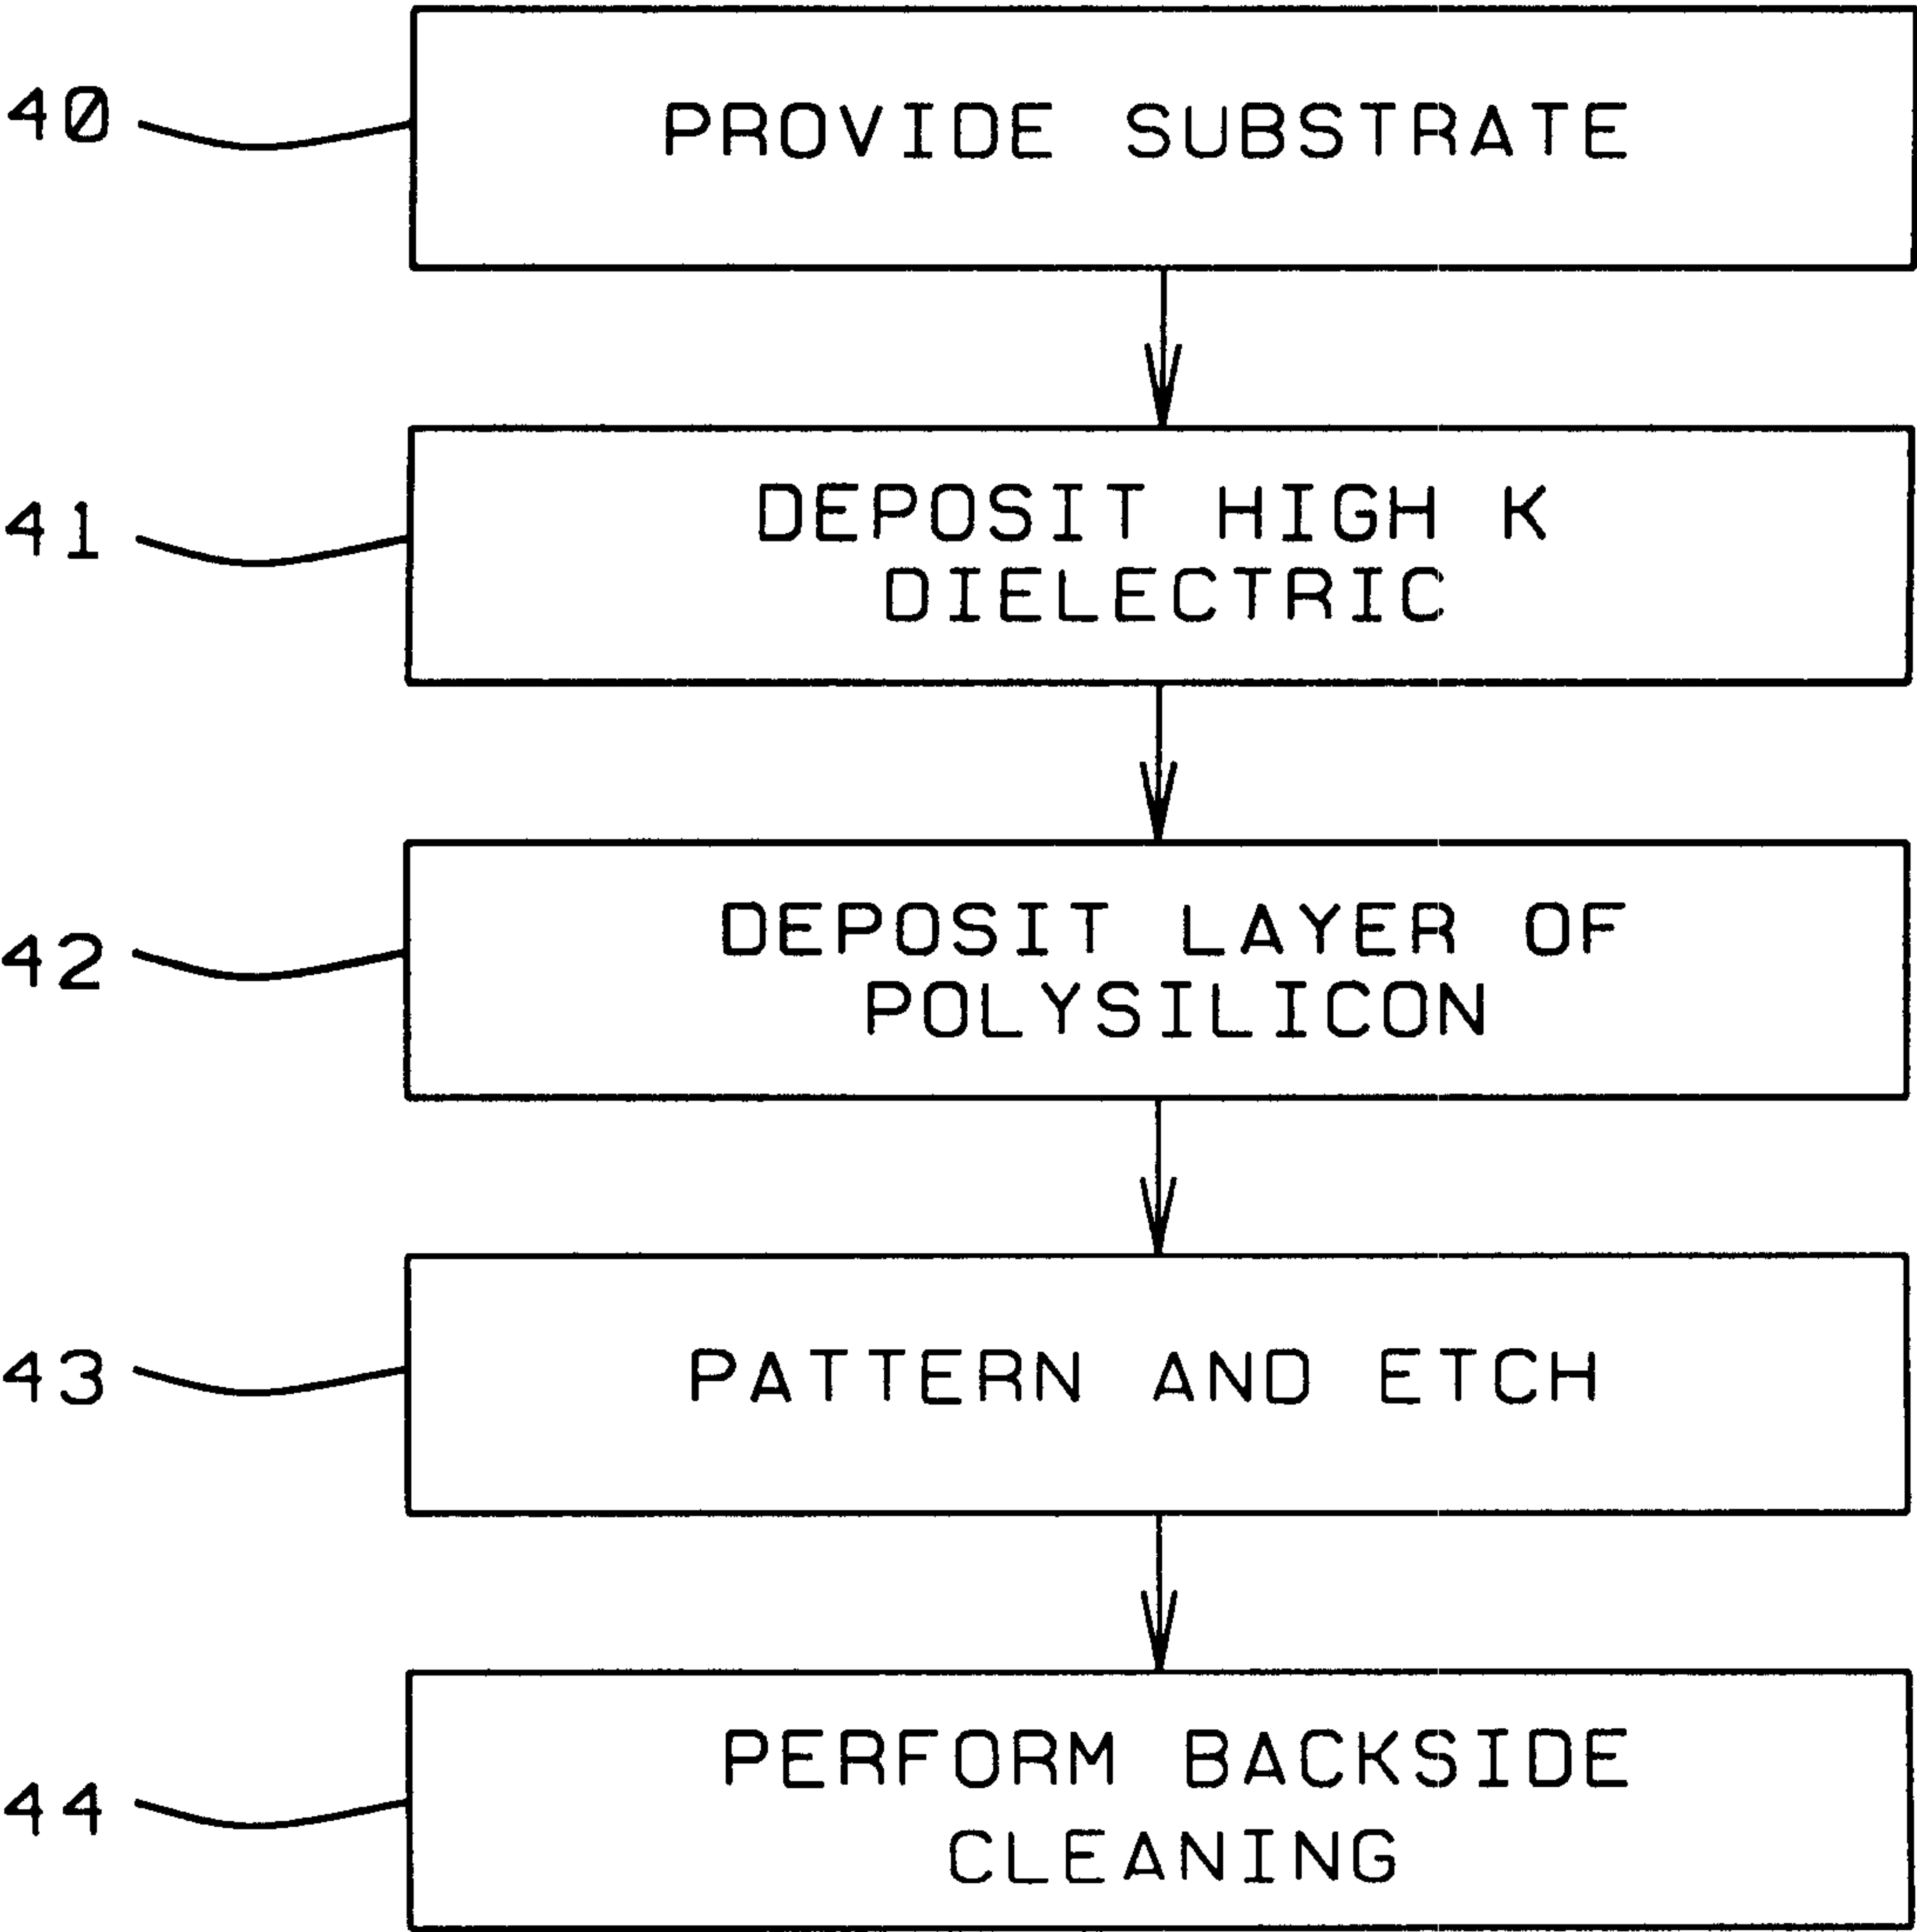 40
PROVIDE SUBSTRATE
41
DEPOSIT HIGH K
DIELECTRIC
42
DEPOSIT LAYER OF
POLYSILICON
43
PATTERN AND ETCH
44
PERFORM BACKSIDE
CLEANING